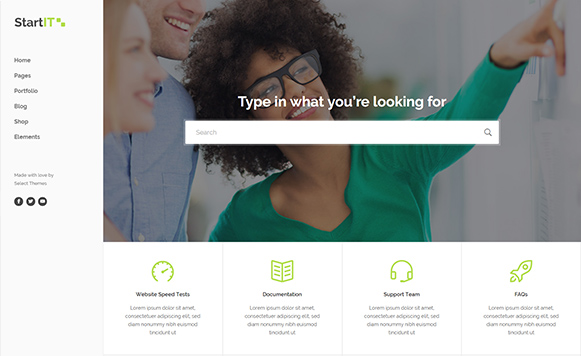 StartIT
Home
Pages
Portfolio
Blog
Shop
Elements
Made with love by
Select Themes
Type in what you're looking for
Search
Website Speed Tests
Lorem ipsum dolor sit amet,
consectetuer adipiscing elit, sed
diam nonummy nibh euismod
tincidunt ut
Documentation
Lorem ipsum dolor sit amet,
consectetuer adipiscing elit, sed
diam nonummy nibh euismod
tincidunt ut
Support Team
Lorem ipsum dolor sit amet,
consectetuer adipiscing elit, sed
diam nonummy nibh euismod
tincidunt ut
FAQs
Lorem ipsum dolor sit amet,
consectetuer adipiscing elit, sed
diam nonummy nibh euismod
tincidunt ut